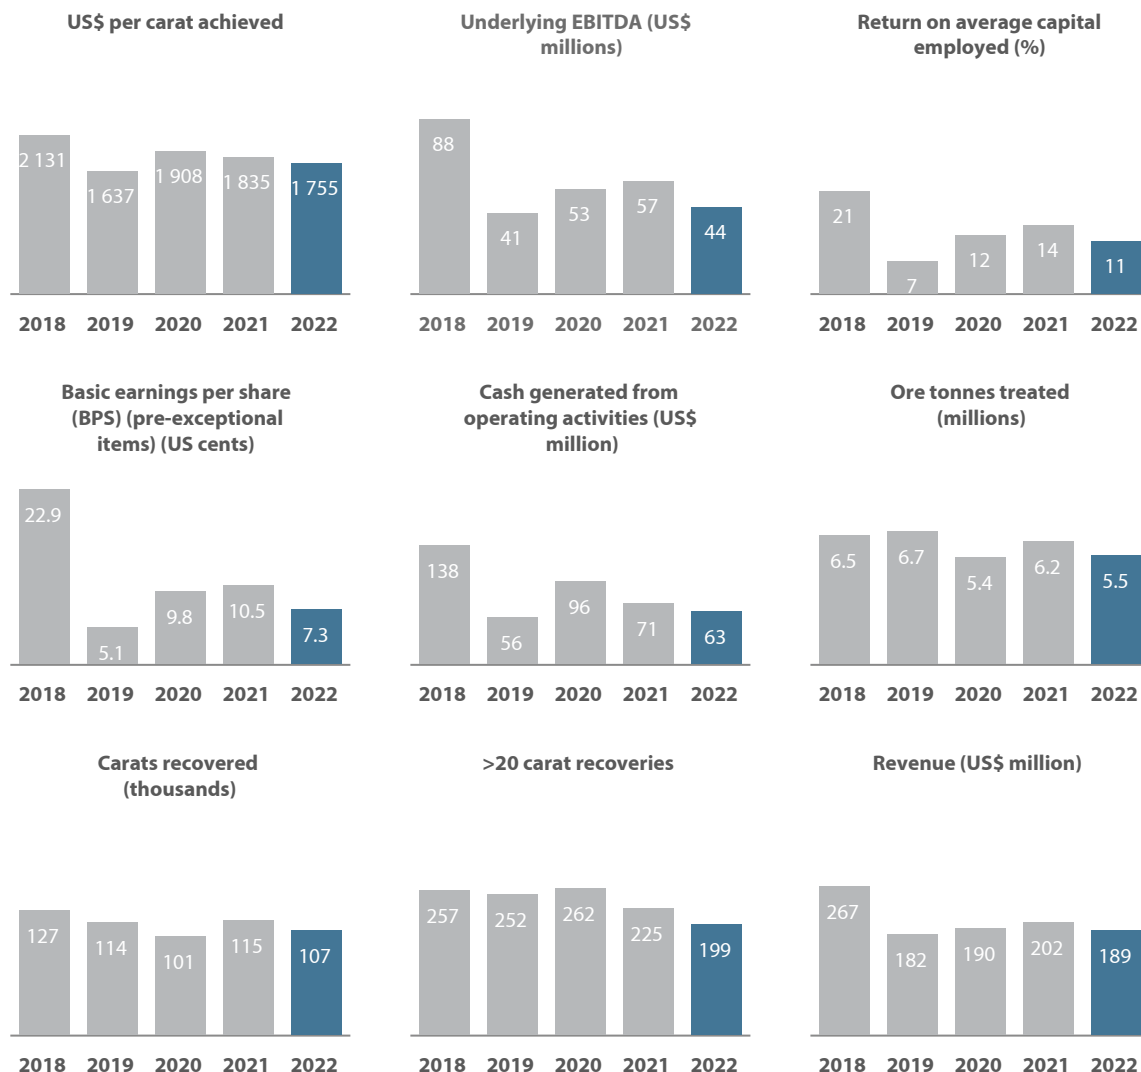 US$ per carat achieved
2 131
1 637
1 908
1 835
1 755
2018 2019 2020 2021 2022
Underlying EBITDA (US$
millions)
88
41
53
57
44
2018 2019 2020 2021 2022
Return on average capital
employed (%)
21
7
12
14
11
2018 2019 2020 2021 2022
Basic earnings per share
(BPS) (pre-exceptional
items) (US cents)
22.9
5.1
9.8
10.5
7.3
2018 2019 2020 2021 2022
Cash generated from
operating activities (US$
million)
138
56
96
71
63
2018 2019 2020 2021 2022
Ore tonnes treated
(millions)
6.5
6.7
5.4
6.2
5.5
2018 2019 2020 2021 2022
Carats recovered
(thousands)
127
114
101
115
107
2018 2019 2020 2021 2022
>20 carat recoveries
257
252
262
225
199
2018 2019 2020 2021 2022
Revenue (US$ million)
267
182
190
202
189
2018 2019 2020 2021 2022